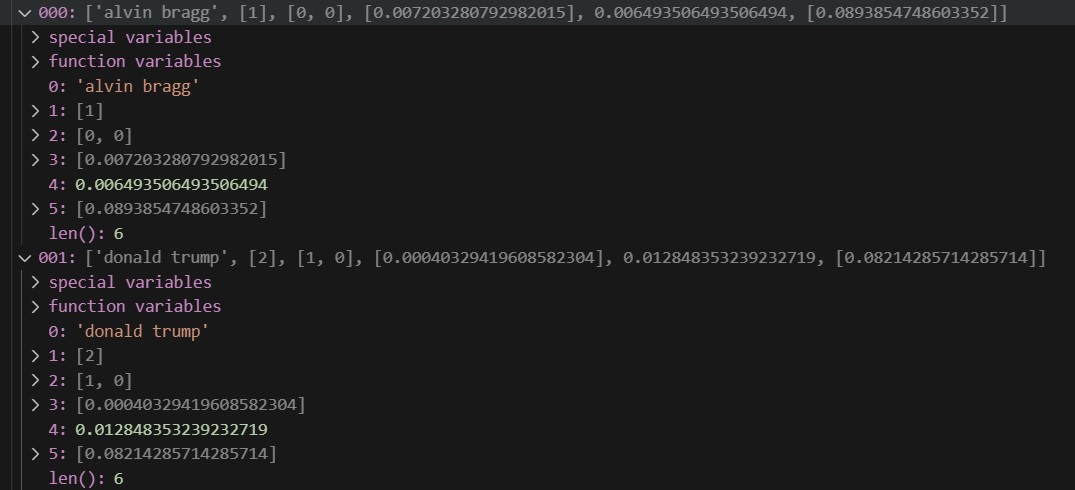 000: ['alvin bragg', [1], [0, 0], [0.007203280792982015], 0.006493506493506494, [0.0893854748603352]]
special variables
function variables
0: 'alvin bragg'
1: [1]
2: [0, 0]
3: [0.007203280792982015]
4: 0.006493506493506494
5: [0.0893854748603352]
len(): 6
001: ['donald trump', [2], [1, 0], [0.00040329419608582304], 0.012848353239232719, [0.08214285714285714]]
special variables
function variables
0: 'donald trump'
1: [2]
2: [1, 0]
3: [0.00040329419608582304]
4: 0.012848353239232719
5: [0.08214285714285714]
len(): 6